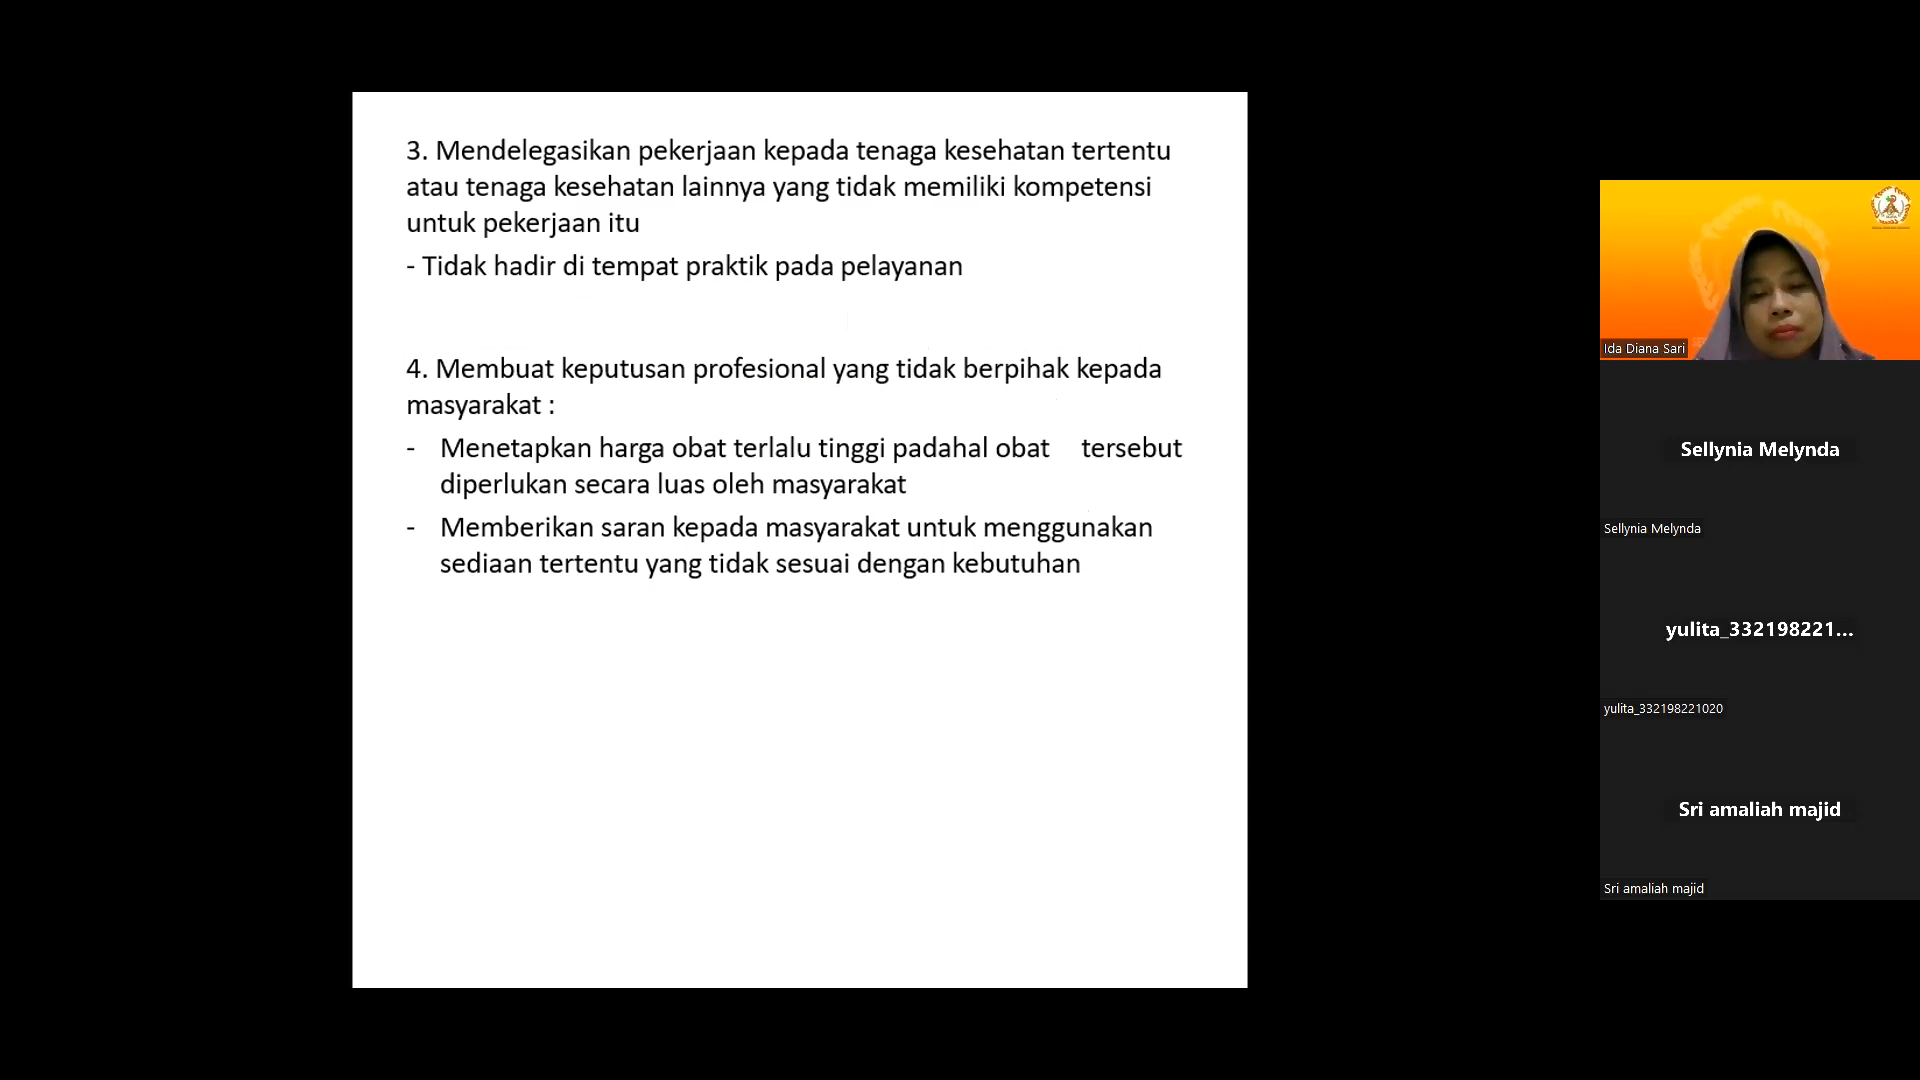 3. Mendelegasikan pekerjaan kepada tenaga kesehatan tertentu
atau tenaga kesehatan lainnya yang tidak memiliki kompetensi
untuk pekerjaan itu
- Tidak hadir di tempat praktik pada pelayanan
4. Membuat keputusan profesional yang tidak berpihak kepada
masyarakat :
- Menetapkan harga obat terlalu tinggi padahal obat tersebut
diperlukan secara luas oleh masyarakat
- Memberikan saran kepada masyarakat untuk menggunakan
sediaan tertentu yang tidak sesuai dengan kebutuhan
Ida Diana Sari
Sellynia Melynda
Sellynia Melynda
yulita_332198221...
yulita_332198221020
Sri amaliah majid
Sri amaliah majid